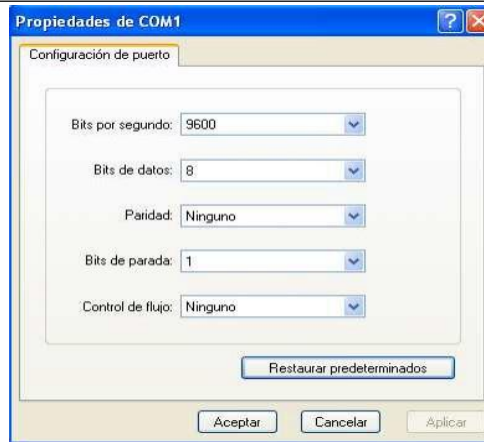 Propiedades de COM1
Configuración de puerto
Bits por segundo: 9600
Bits de datos: 8
Paridad: Ninguno
Bits de parada: 1
Control de flujo: Ninguno
Restaurar predeterminados
Aceptar Cancelar Aplicar